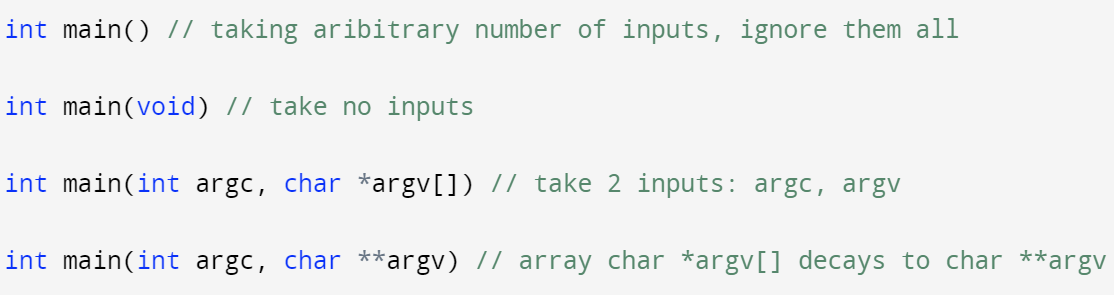 int main() // taking aribitrary number of inputs, ignore them all
int main(void) // take no inputs
int main(int argc, char *argv[]) // take 2 inputs: argc, argv
int main(int argc, char **argv) // array char *argv[] decays to char **argv